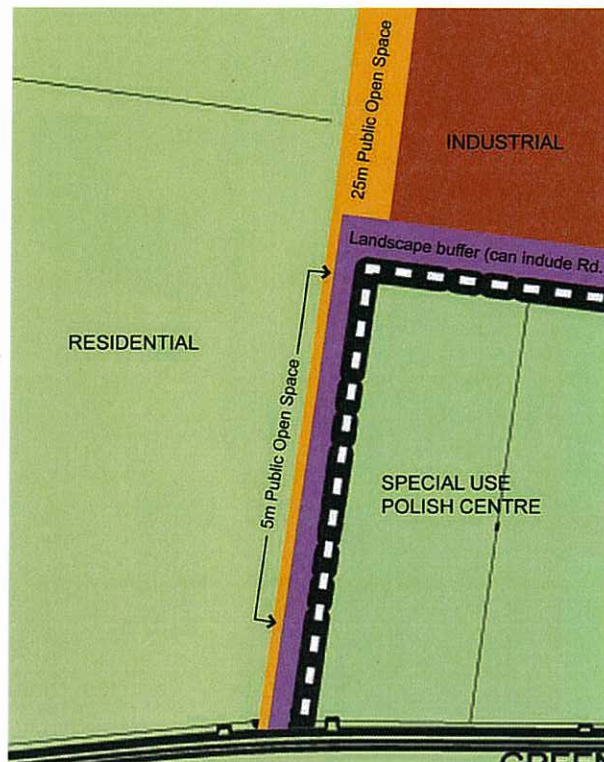 25m Public Open Space
INDUSTRIAL
Landscape buffer (can indude Rd.
RESIDENTIAL
5m Public Open Space
SPECIAL USE
POLISH CENTRE
GREEN